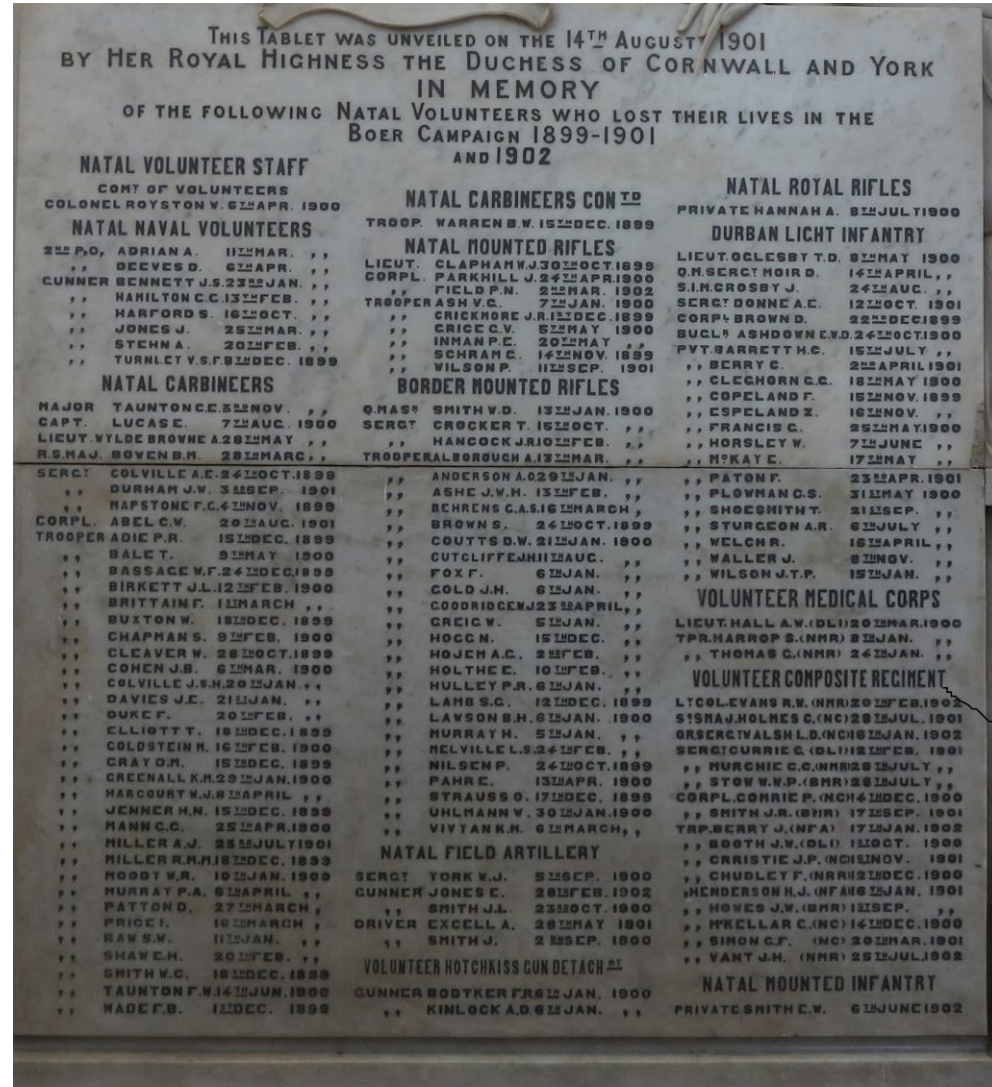 THIS TABLET WAS UNVEILED ON THE 14TH AUGUST 1901
BY HER ROYAL HIGHNESS THE DUCHESS OF CORNWALL AND YORK
IN MEMORY
OF THE FOLLOWING NATAL VOLUNTEERS WHO LOST THEIR LIVES IN THE
BOER CAMPAIGN 1899-1901
AND 1902
NATAL VOLUNTEER STAFF
COMT OF VOLUNTEERS
COLONEL ROYSTON W. 6TH APR. 1900
NATAL NAVAL VOLUNTEERS
2ND P.O, ADRIAN A. 11TH MAR. ,,
,, DEEVES D. 6TH APR. ,,
GUNNER BENNETT J.S. 23RD JAN. ,,
,, HAMILTON C.C. 13TH FEB. ,,
,, HARFORD S. 16TH OCT. ,,
,, JONES J. 25TH MAR. ,,
,, STEHN A. 20TH FEB. ,,
,, TURNLEY V.S.F. 8TH DEC. 1899
NATAL CARBINEERS
MAJOR TAUNTON C.E. 3RD NOV. ,,
CAPT. LUCAS E. 7TH AUG. 1900
LIEUT. WYLDE BROWNE A. 28TH MAY ,,
R.S.MAJ. BOWEN B.M. 28TH MARC. ,,
SERGT COLVILLE A.E. 24TH OCT. 1899
,, DURHAM J.W. 3RD SEP. 1901
,, MAPSTONE F.C. 4TH NOV. 1899
CORPL. ABEL C.W. 20TH AUG. 1901
TROOPER ADIE P.R. 15TH DEC. 1899
,, BALE T. 9TH MAY 1900
,, BASSAGE W.F. 24TH DEC. 1899
,, BIRKETT J.L. 12TH FEB. 1900
,, BRITTAIN F. 1ST MARCH ,,
,, BUXTON W. 18TH DEC. 1899
,, CHAPMAN S. 9TH FEB. 1900
,, CLEAVER W. 28TH OCT. 1899
,, COHEN J.B. 6TH MAR. 1900
,, COLVILLE J.S.H. 20TH JAN. ,,
,, DAVIES J.E. 21ST JAN. ,,
,, DUKE F. 20TH FEB. ,,
,, ELLIOTT T. 18TH DEC. 1899
,, GOLDSTEIN M. 16TH FEB. 1900
,, GRAY D.M. 15TH DEC. 1899
,, GREENALL K.M. 29TH JAN. 1900
,, HARCOURT W.J. 8TH APRIL ,,
,, JENNER H.N. 15TH DEC. 1899
,, MANN G.C. 25TH APR. 1900
,, MILLER A.J. 23RD JULY 1901
,, MILLER R.M.M. 18TH DEC. 1899
,, MOODY W.R. 10TH JAN. 1900
,, MURRAY P.A. APRIL ,,
,, PATTON D. 27TH MARCH ,
,, PRICE I. 16TH MARCH ,
,, RAW S.W. 11TH JAN. ,,
,, SHAW E.H. 20TH FEB. ,,
,, SMITH W.C. 18TH DEC. 1899
,, TAUNTON F.W. 14TH JUN. 1900
,, WADE F.B. 1ST DEC. 1899
NATAL CARBINEERS CONTD
TROOP. WARREN B.W. 15TH DEC. 1899
NATAL MOUNTED RIFLES
LIEUT. CLAPHAM W.J. 30TH OCT. 1899
CORPL. PARKHILL J. 24TH APR. 1900
,, FIELD P.N. 2ND MAR. 1902
TROOPER ASH V.G. 7TH JAN. 1900
,, CRICKMORE J.R. 1ST DEC. 1899
,, GRICE G.V. 5TH MAY 1900
,, INMAN P.E. 20TH MAY ,,
,, SCHRAM G. 14TH NOV. 1899
,, WILSON P. 11TH SEP. 1901
BORDER MOUNTED RIFLES
Q.MASR SMITH W.D. 13TH JAN. 1900
SERGT CROCKER T. 15TH OCT. ,,
,, HANCOCK J.R. 10TH FEB. ,,
TROOPER ALBOROUGH A. 13TH MAR. ,,
,, ANDERSON A.O. 29TH JAN. ,,
,, ASHE J.W.H. 13TH FEB. ,,
,, BEHRENS C.A.S. 16TH MARCH ,
,, BROWN S. 24TH OCT. 1899
,, COUTTS D.W. 21ST JAN. 1900
,, CUTCLIFFE J.H. 11TH AUG. ,,
,, FOX F. 6TH JAN. ,,
,, GOLD J.H. 6TH JAN. ,,
,, GOODRIDGE W.J. 23RD APRIL ,,
,, GREIG W. 5TH JAN. ,,
,, HOGG N. 15TH DEC. ,,
,, HOJEM A.G. 2ND FEB. ,,
,, HOLTHE E. 10TH FEB. ,,
,, HULLEY P.R. 6TH JAN. ,,
,, LAMB S.G. 12TH DEC. 1899
,, LAWSON B.H. 6TH JAN. 1900
,, MURRAY H. 5TH JAN. ,,
,, MELVILLE L.S. 24TH FEB. ,,
,, NILSEN P. 24TH OCT. 1899
,, PAHR E. 13TH APR. 1900
,, STRAUSS O. 17TH DEC. 1899
,, UHLMANN W. 30TH JAN. 1900
,, VIVYAN K.M. 6TH MARCH ,,
NATAL FIELD ARTILLERY
SERGT YORK W.J. 5TH SEP. 1900
GUNNER JONES E. 28TH FEB. 1902
,, SMITH J.L. 23RD OCT. 1900
DRIVER EXCELL A. 28TH MAY 1901
,, SMITH J. 2ND SEP. 1900
VOLUNTEER HOTCHKISS GUN DETACHNT
GUNNER BODTKER F.R. 6TH JAN. 1900
,, KINLOCK A.D. 6TH JAN. ,,
NATAL ROYAL RIFLES
PRIVATE HANNAH A. 8TH JULY 1900
DURBAN LIGHT INFANTRY
LIEUT. OGLESBY T.D. 8TH MAY 1900
Q.M.SERGT MOIR D. 14TH APRIL ,,
S.I.M. CROSBY J. 24TH AUG. ,,
SERGT DONNE A.E. 12TH OCT. 1901
CORPL BROWN D. 22ND DEC. 1899
BUGLR ASHDOWN E.W.D. 24TH OCT. 1900
PVT. BARRETT H.C. 15TH JULY ,,
,, BERRY C. 2ND APRIL 1901
,, CLEGHORN G.G. 18TH MAY 1900
,, COPELAND F. 15TH NOV. 1899
,, ESPELAND Z. 16TH NOV. ,,
,, FRANCIS G. 25TH MAY. 1900
,, HORSLEY W. 7TH JUNE ,,
,, McKAY E. 17TH MAY ,,
,, PATON F. 23RD APR. 1901
,, PLOWMAN C.S. 31ST MAY 1900
,, SHOESMITH T. 21ST SEP. ,,
,, STURGEON A.R. 6TH JULY ,,
,, WELCH R. 16TH APRIL ,,
,, WALLER J. 8TH NOV. ,,
,, WILSON J.T.P. 15TH JAN. ,,
VOLUNTEER MEDICAL CORPS
LIEUT. HALL A.W. (DLI) 20TH MAR. 1900
TPR. HARROP S. (NMR) 8TH JAN. ,,
,, THOMAS G. (NMR) 24TH JAN. ,,
VOLUNTEER COMPOSITE REGIMENT
LT COL. EVANS R.W. (NMR) 20TH FEB. 1902
STSMAJ. HOLMES G. (NC) 28TH JUL. 1901
OR.SERGT WALSH L.D. (NC) 16TH JAN. 1902
SERGT CURRIE G. (DLI) 12TH FEB. 1901
,, MURCHIE C.C. (NMR) 28TH JULY ,,
,, STOW W.W.P. (BMR) 28TH JULY ,,
CORPL. COMRIE P. (NC) 14TH DEC. 1900
,, SMITH J.R. (BMR) 17TH SEP. 1901
TRP. BERRY J. (NFA) 17TH JAN. 1902
,, BOOTH J.W. (DLI) 1ST OCT. 1900
,, CHRISTIE J.P. (NC) NOV. 1901
,, CHUDLEY F. (NRR) 12TH DEC. 1900
,, HENDERSON H.J. (NFA) 16TH JAN. 1901
,, HOWES J.W. (BMR) 1ST SEP. ,,
,, McKELLAR C. (NC) 14TH DEC. 1900
,, SIMON G.F. (NC) 20TH MAR. 1901
,, VANT J.H. (NMR) 25TH JUL. 1902
NATAL MOUNTED INFANTRY
PRIVATE SMITH E.W. 6TH JUNE 1902